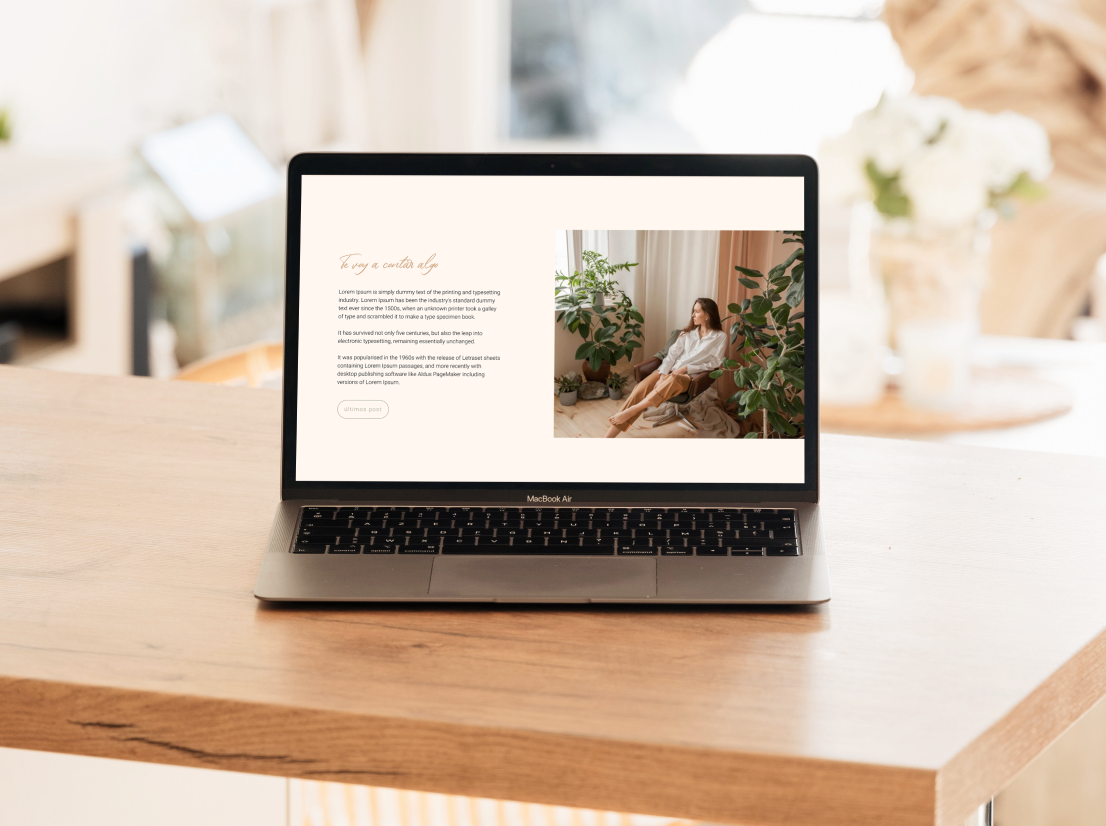 Te voy a contar algo
Lorem Ipsum is simply dummy text of the printing and typesetting
industry. Lorem Ipsum has been the industry's standard dummy
text ever since the 1500s, when an unknown printer took a galley
of type and scrambled it to make a type specimen book.
It has survived not only five centuries, but also the leap into
electronic typesetting, remaining essentially unchanged.
It was popularised in the 1960s with the release of Letraset sheets
containing Lorem Ipsum passages, and more recently with
desktop publishing software like Aldus PageMaker including
versions of Lorem Ipsum.
últimos post
MacBook Air